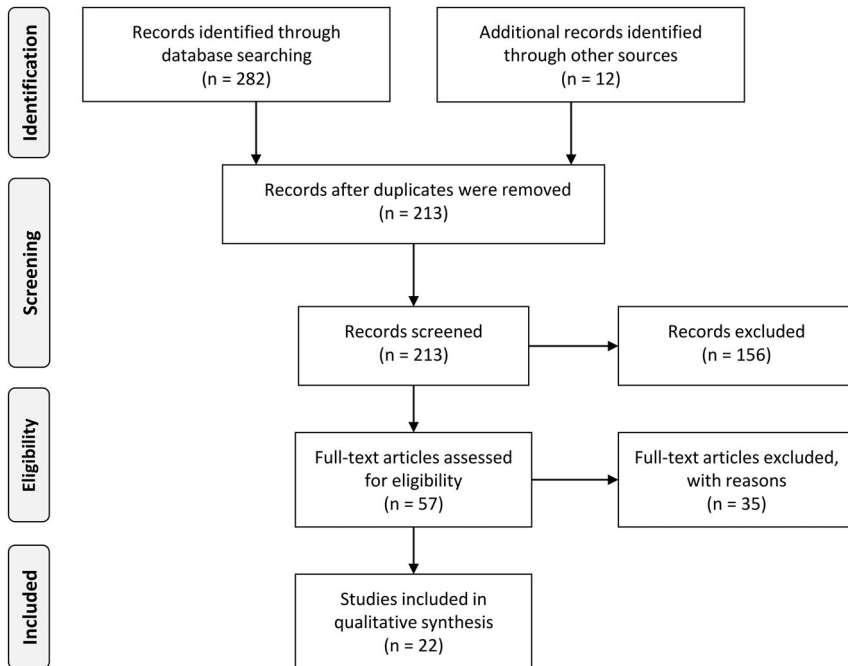 Identification
Records identified through
database searching
(n = 282)
Additional records identified
through other sources
(n = 12)
Screening
Records after duplicates were removed
(n = 213)
Records screened
(n = 213)
Records excluded
(n = 156)
Eligibility
Full-text articles assessed
for eligibility
(n = 57)
Full-text articles excluded,
with reasons
(n = 35)
Included
Studies included in
qualitative synthesis
(n = 22)